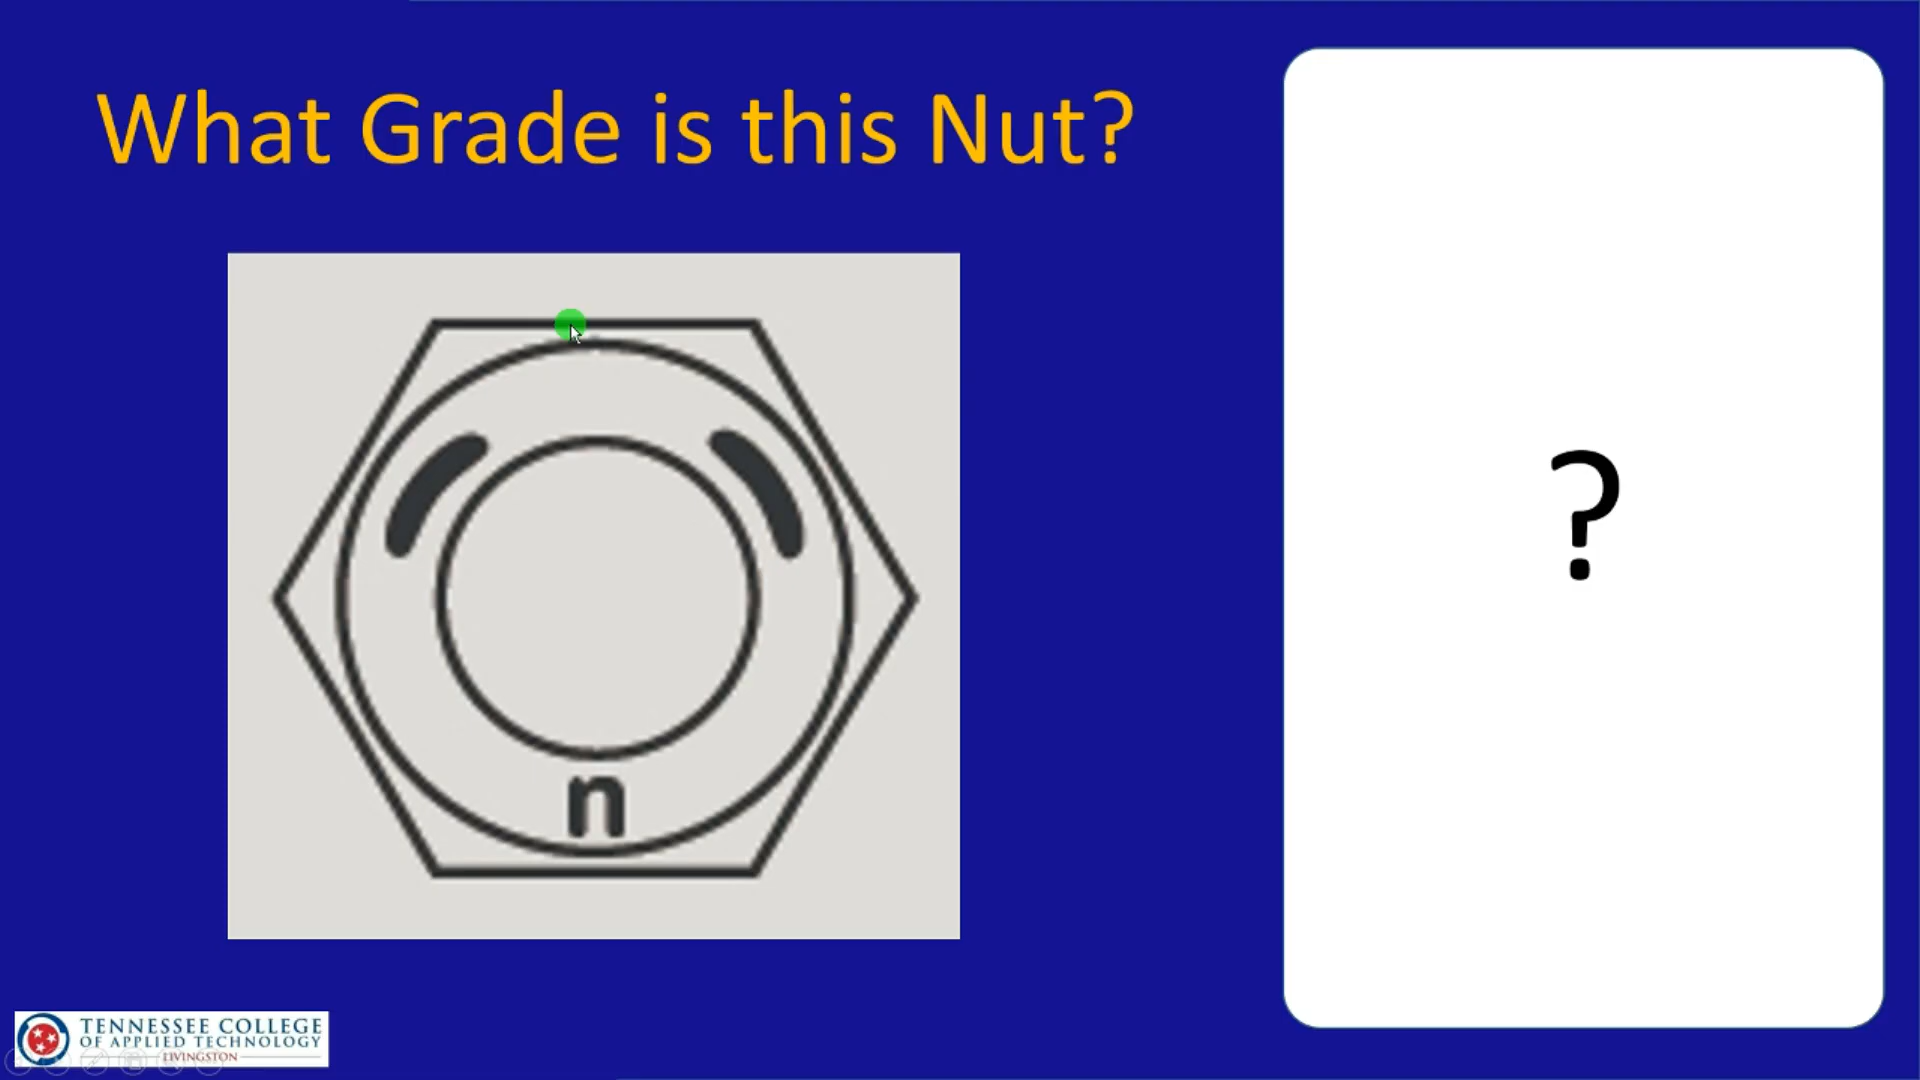 What Grade is this Nut?
?
n
TENNESSEE COLLEGE
OF APPLIED TECHNOLOGY
LIVINGSTON